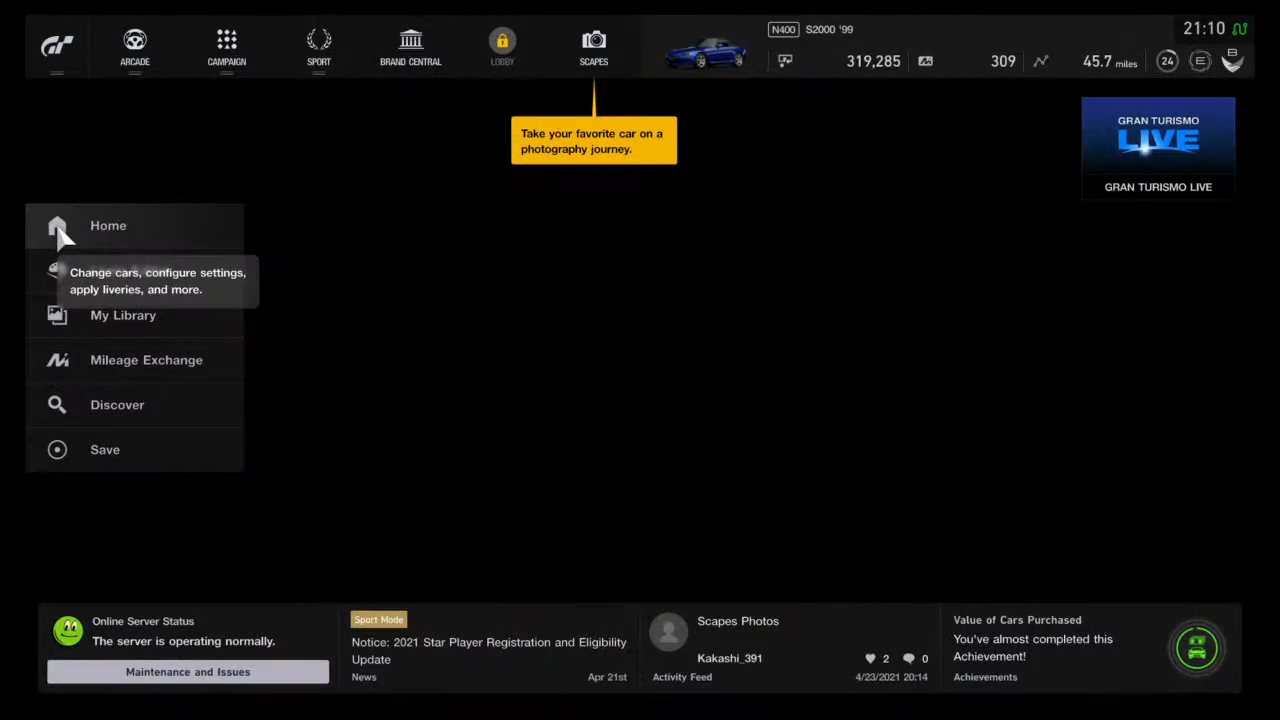 ARCADE
CAMPAIGN
SPORT
BRAND CENTRAL
LOBBY
SCAPES
N400 S2000 '99
319,285
309
45.7 miles
21:10
24
E
B
Take your favorite car on a
photography journey.
GRAN TURISMO
LIVE
GRAN TURISMO LIVE
Home
Change cars, configure settings,
apply liveries, and more.
My Library
Mileage Exchange
Discover
Save
Online Server Status
The server is operating normally.
Maintenance and Issues
Sport Mode
Notice: 2021 Star Player Registration and Eligibility
Update
News Apr 21st
Scapes Photos
Kakashi_391 2 0
Activity Feed 4/23/2021 20:14
Value of Cars Purchased
You've almost completed this
Achievement!
Achievements